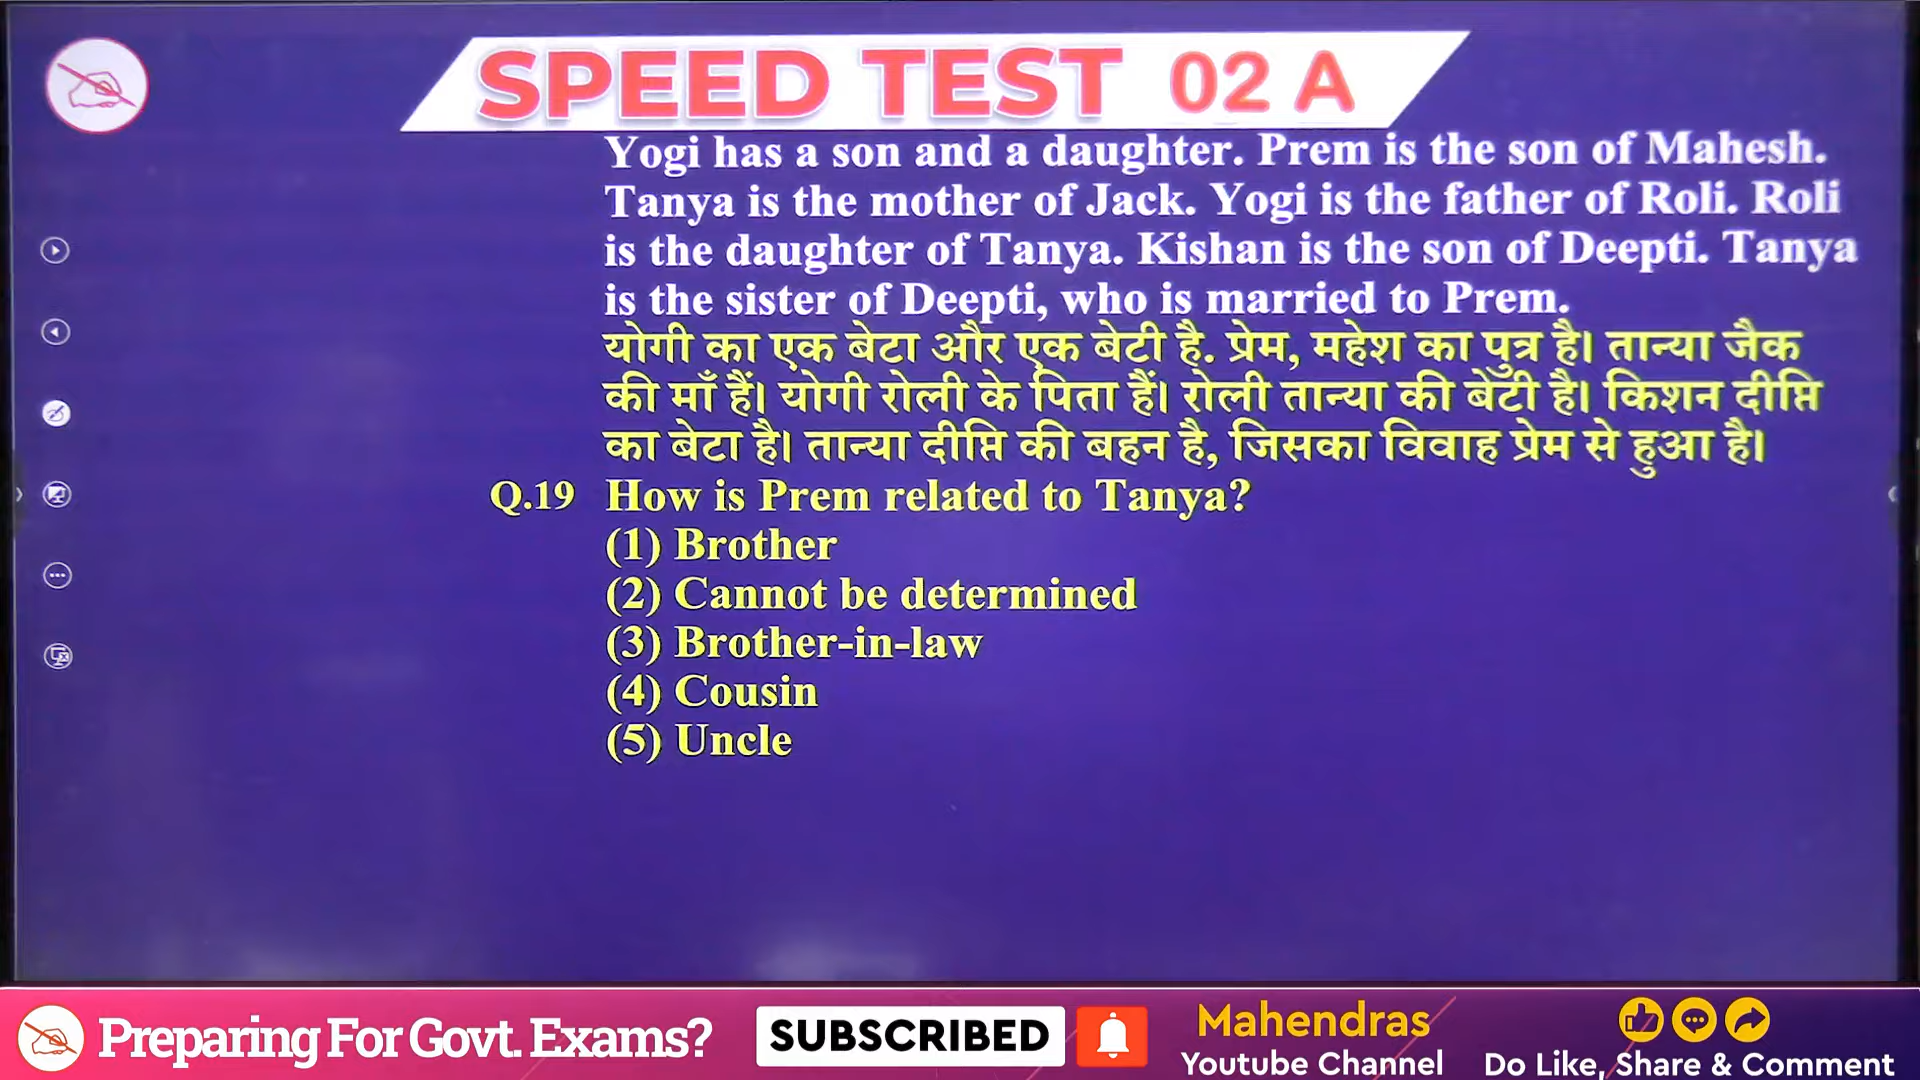 SPEED TEST 02 A
Yogi has a son and a daughter. Prem is the son of Mahesh.
Tanya is the mother of Jack. Yogi is the father of Roli. Roli
is the daughter of Tanya. Kishan is the son of Deepti. Tanya
is the sister of Deepti, who is married to Prem.
योगी का एक बेटा और एक बेटी है. प्रेम, महेश का पुत्र है। तान्या जैक
की माँ हैं। योगी रोली के पिता हैं। रोली तान्या की बेटी है। किशन दीप्ति
का बेटा है। तान्या दीप्ति की बहन है, जिसका विवाह प्रेम से हुआ है।
Q.19 How is Prem related to Tanya?
(1) Brother
(2) Cannot be determined
(3) Brother-in-law
(4) Cousin
(5) Uncle
Preparing For Govt. Exams?
SUBSCRIBED
Mahendras
Youtube Channel
Do Like, Share & Comment